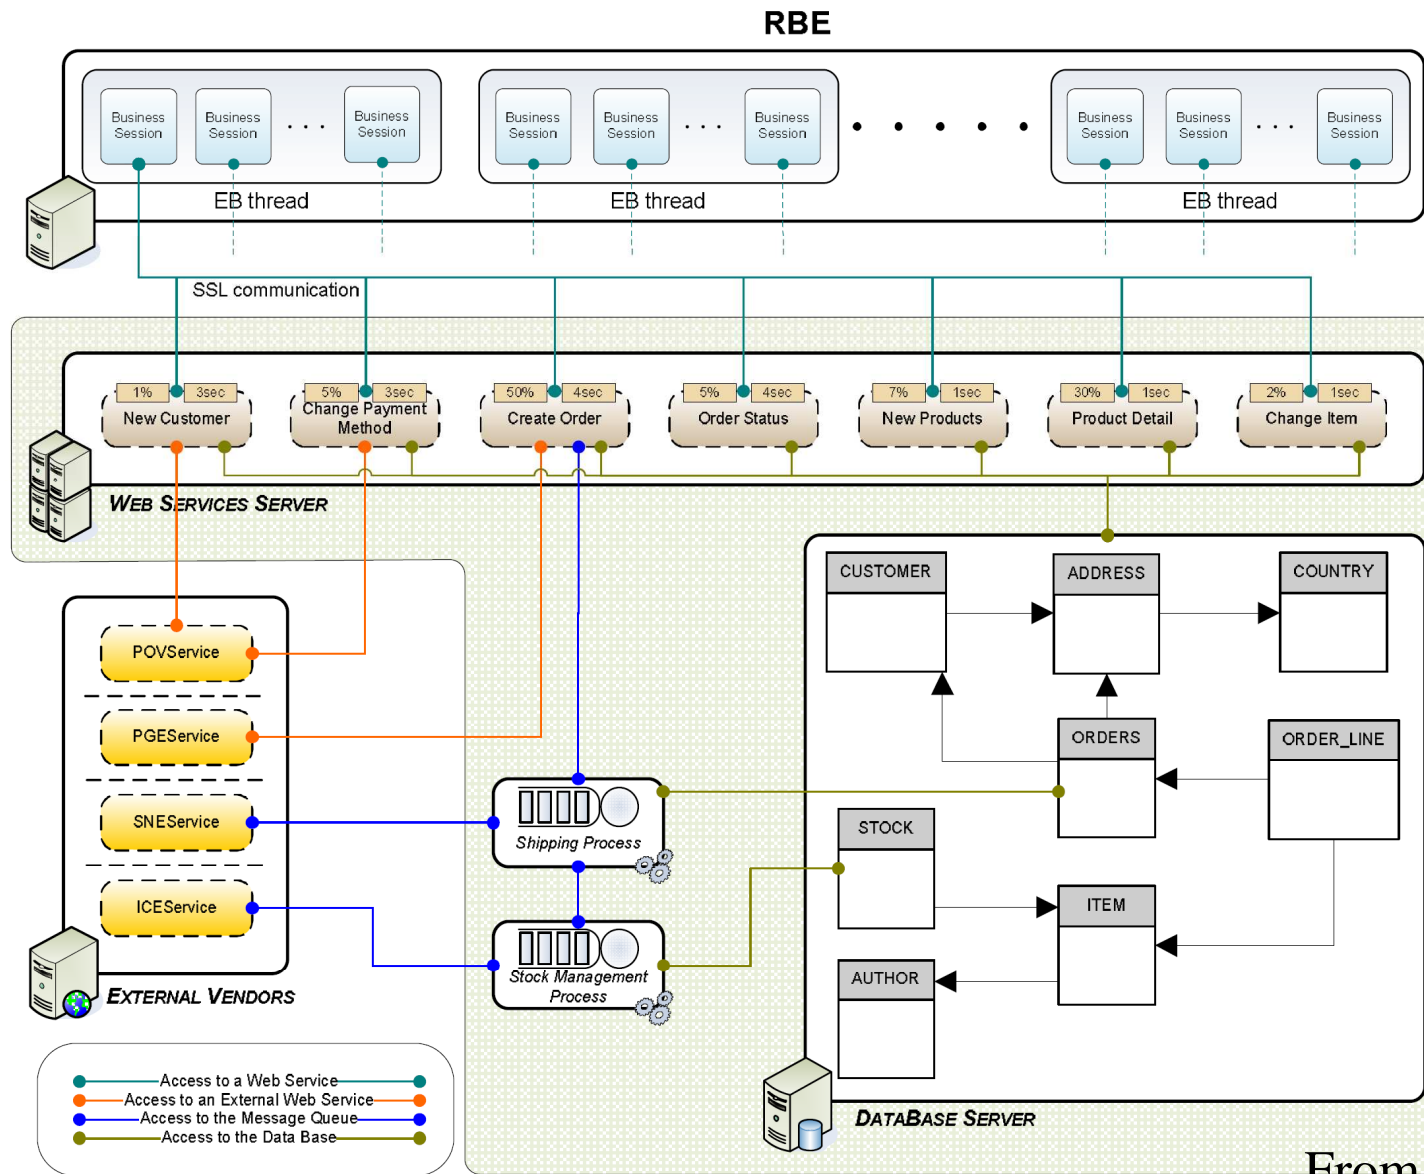 RBE
Business Session
Business Session
. . .
Business Session
Business Session
Business Session
. . .
Business Session
Business Session
Business Session
. . .
Business Session
EB thread
EB thread
EB thread
SSL communication
1% 3sec
5% 3sec
50% 4sec
5% 4sec
7% 1sec
30% 1sec
2% 1sec
New Customer
Change Payment
Method
Create Order
Order Status
New Products
Product Detail
Change Item
WEB SERVICES SERVER
CUSTOMER
ADDRESS
COUNTRY
POVService
PGEService
ORDERS
ORDER_LINE
SNEService
Shipping Process
STOCK
ICEService
ITEM
Stock Management
Process
AUTHOR
EXTERNAL VENDORS
Access to a Web Service
Access to an External Web Service
Access to the Message Queue
Access to the Data Base
DATABASE SERVER
From